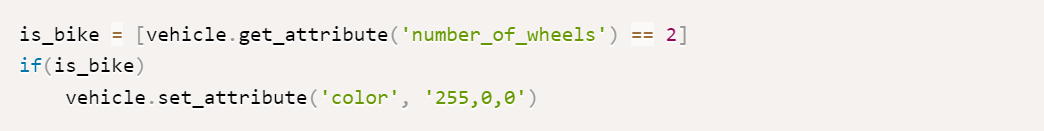 is_bike = [vehicle.get_attribute('number_of_wheels') == 2]
if(is_bike)
    vehicle.set_attribute('color', '255,0,0')